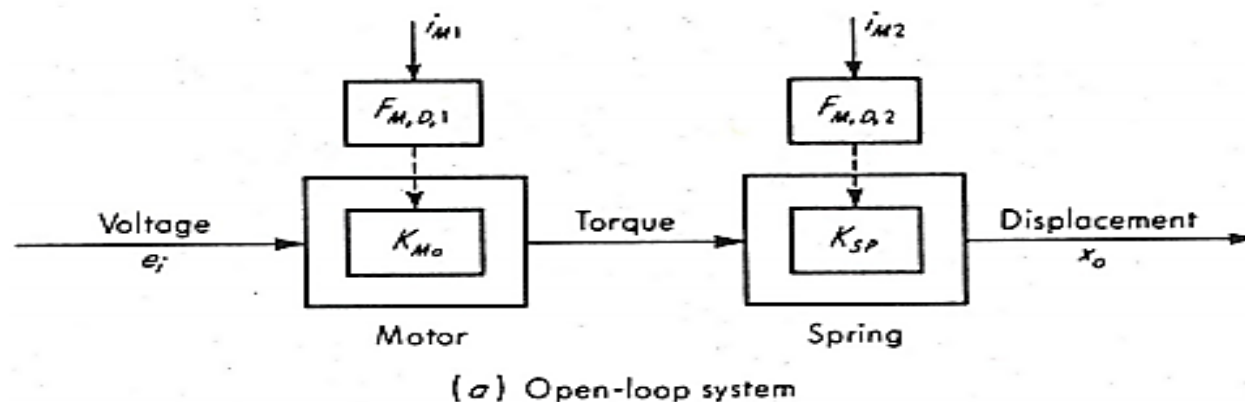 i_M1
i_M2
F_M,D,1
F_M,D,2
Voltage
e_i
K_Mo
Torque
K_SP
Displacement
x_o
Motor
Spring
(a) Open-loop system